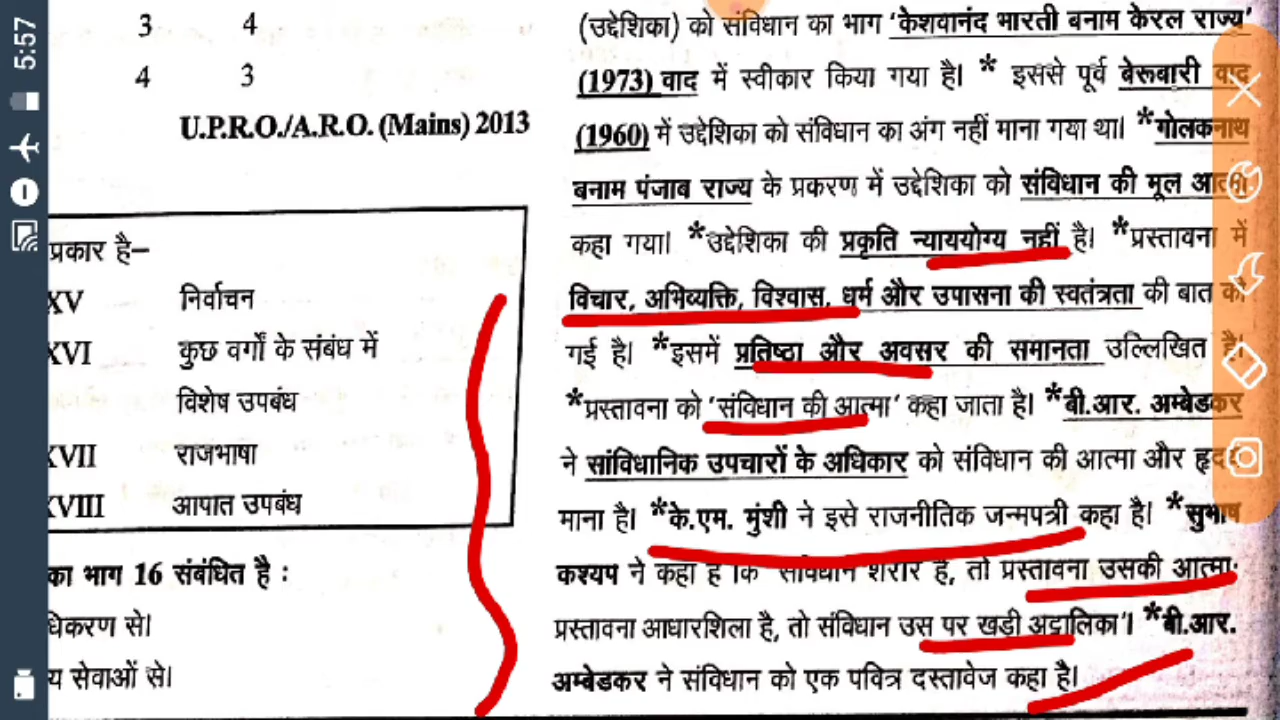 5:57
3 4
4 3
U.P.R.O./A.R.O. (Mains) 2013
प्रकार है–
XV निर्वाचन
XVI कुछ वर्गों के संबंध में
विशेष उपबंध
XVII राजभाषा
XVIII आपात उपबंध
का भाग 16 संबंधित है :
धिकरण से।
य सेवाओं से।
(उद्देशिका) को संविधान का भाग 'केशवानंद भारती बनाम केरल राज्य'
(1973) वाद में स्वीकार किया गया है। * इससे पूर्व बेरूबारी वाद
(1960) में उद्देशिका को संविधान का अंग नहीं माना गया था। *गोलकनाथ
बनाम पंजाब राज्य के प्रकरण में उद्देशिका को संविधान की मूल आत्मा
कहा गया। *उद्देशिका की प्रकृति न्याययोग्य नहीं है। *प्रस्तावना में
विचार, अभिव्यक्ति, विश्वास, धर्म और उपासना की स्वतंत्रता की बात की
गई है। *इसमें प्रतिष्ठा और अवसर की समानता उल्लिखित है।
*प्रस्तावना को 'संविधान की आत्मा' कहा जाता है। *बी.आर. अम्बेडकर
ने सांविधानिक उपचारों के अधिकार को संविधान की आत्मा और हृदय
माना है। *के.एम. मुंशी ने इसे राजनीतिक जन्मपत्री कहा है। *सुभाष
कश्यप ने कहा है कि 'संविधान शरीर है, तो प्रस्तावना उसकी आत्मा,
प्रस्तावना आधारशिला है, तो संविधान उस पर खड़ी अट्टालिका'। *बी.आर.
अम्बेडकर ने संविधान को एक पवित्र दस्तावेज कहा है।